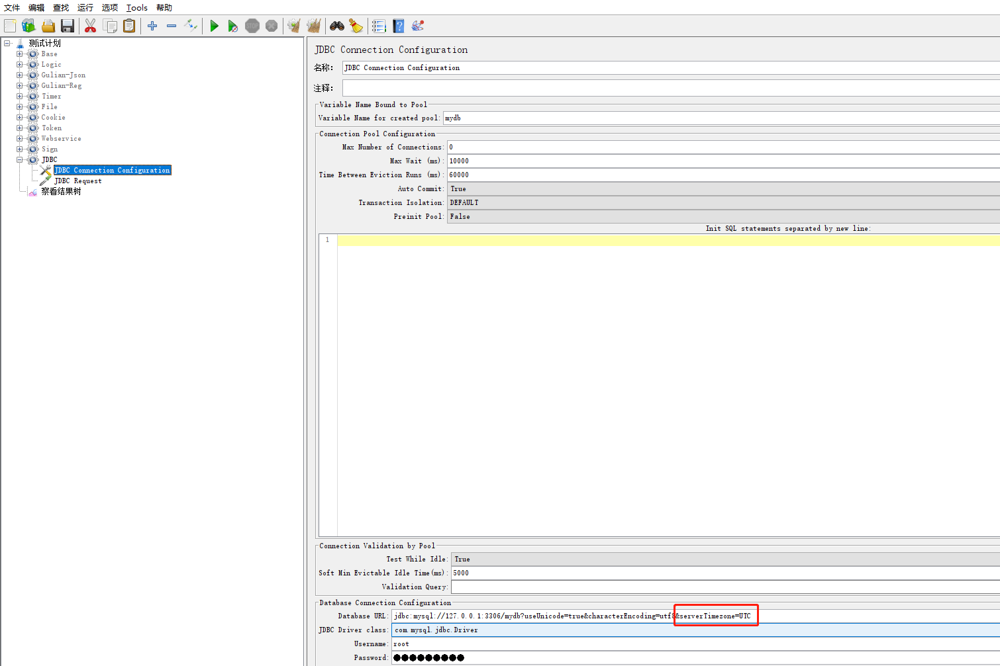 文件 编辑 查找 运行 选项 Tools 帮助
STOP
测试计划
Base
Logic
Gulian-Json
Gulian-Reg
Timer
File
Cookie
Token
Webservice
Sign
JDBC
JDBC Connection Configuration
JDBC Request
察看结果树
JDBC Connection Configuration
名称: JDBC Connection Configuration
注释:
Variable Name Bound to Pool
Variable Name for created pool: mydb
Connection Pool Configuration
Max Number of Connections: 0
Max Wait (ms): 10000
Time Between Eviction Runs (ms): 60000
Auto Commit: True
Transaction Isolation: DEFAULT
Preinit Pool: False
Init SQL statements separated by new line:
1
Connection Validation by Pool
Test While Idle: True
Soft Min Evictable Idle Time(ms): 5000
Validation Query:
Database Connection Configuration
Database URL: jdbc:mysql://127.0.0.1:3306/mydb?useUnicode=true&characterEncoding=utf8&serverTimezone=UTC
JDBC Driver class: com.mysql.jdbc.Driver
Username: root
Password: ●●●●●●●●●